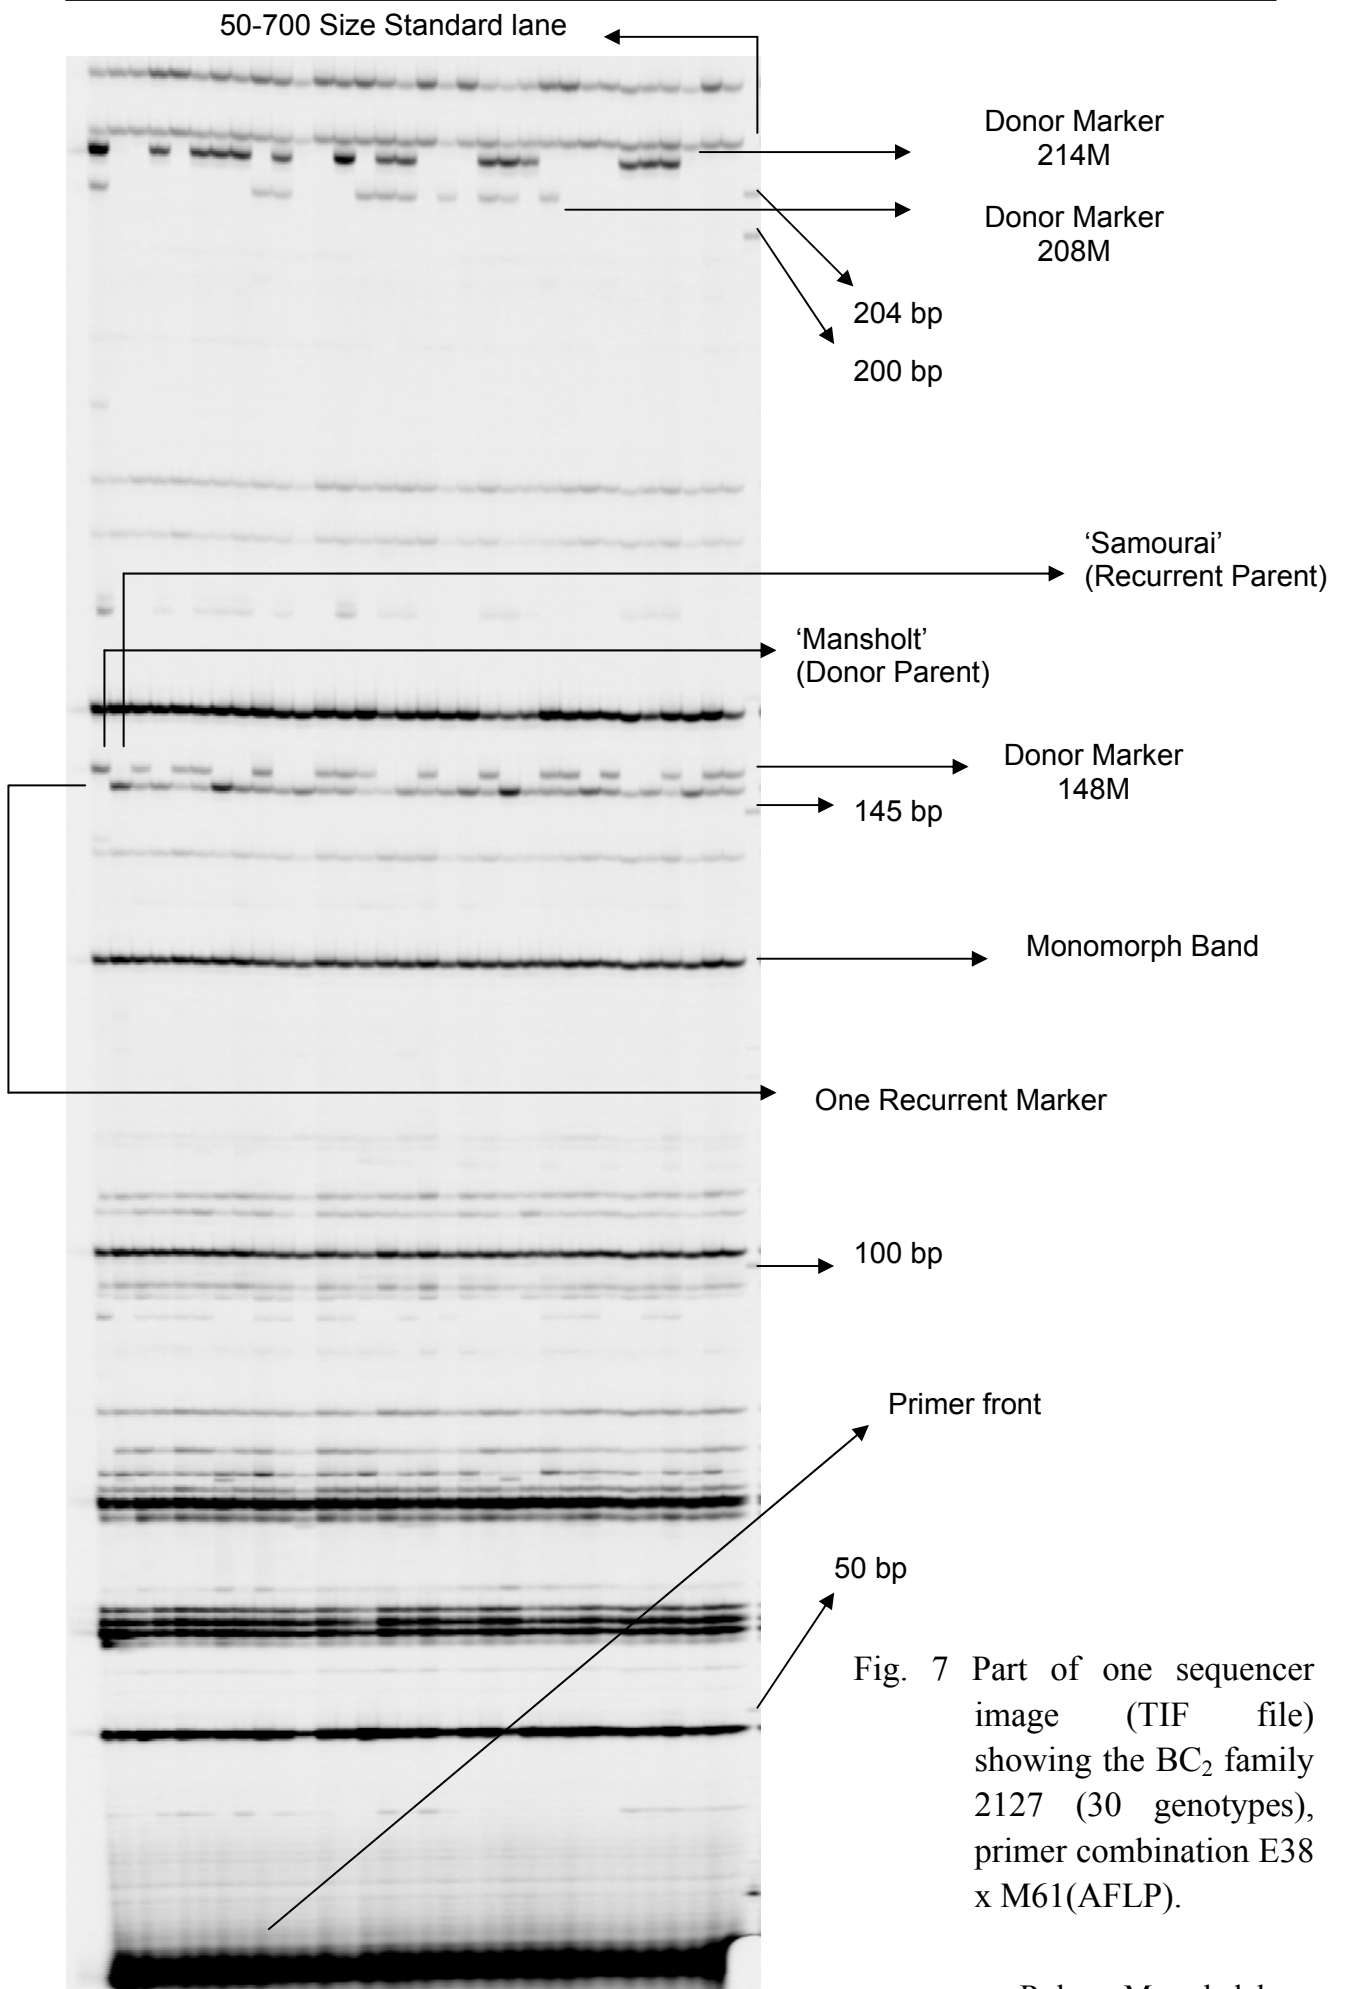 50-700 Size Standard lane
Donor Marker
214M
Donor Marker
208M
204 bp
200 bp
‘Samourai’
(Recurrent Parent)
‘Mansholt’
(Donor Parent)
Donor Marker
148M
145 bp
Monomorph Band
One Recurrent Marker
100 bp
Primer front
50 bp
Fig. 7 Part of one sequencer
image (TIF file)
showing the BC₂ family
2127 (30 genotypes),
primer combination E38
x M61(AFLP).